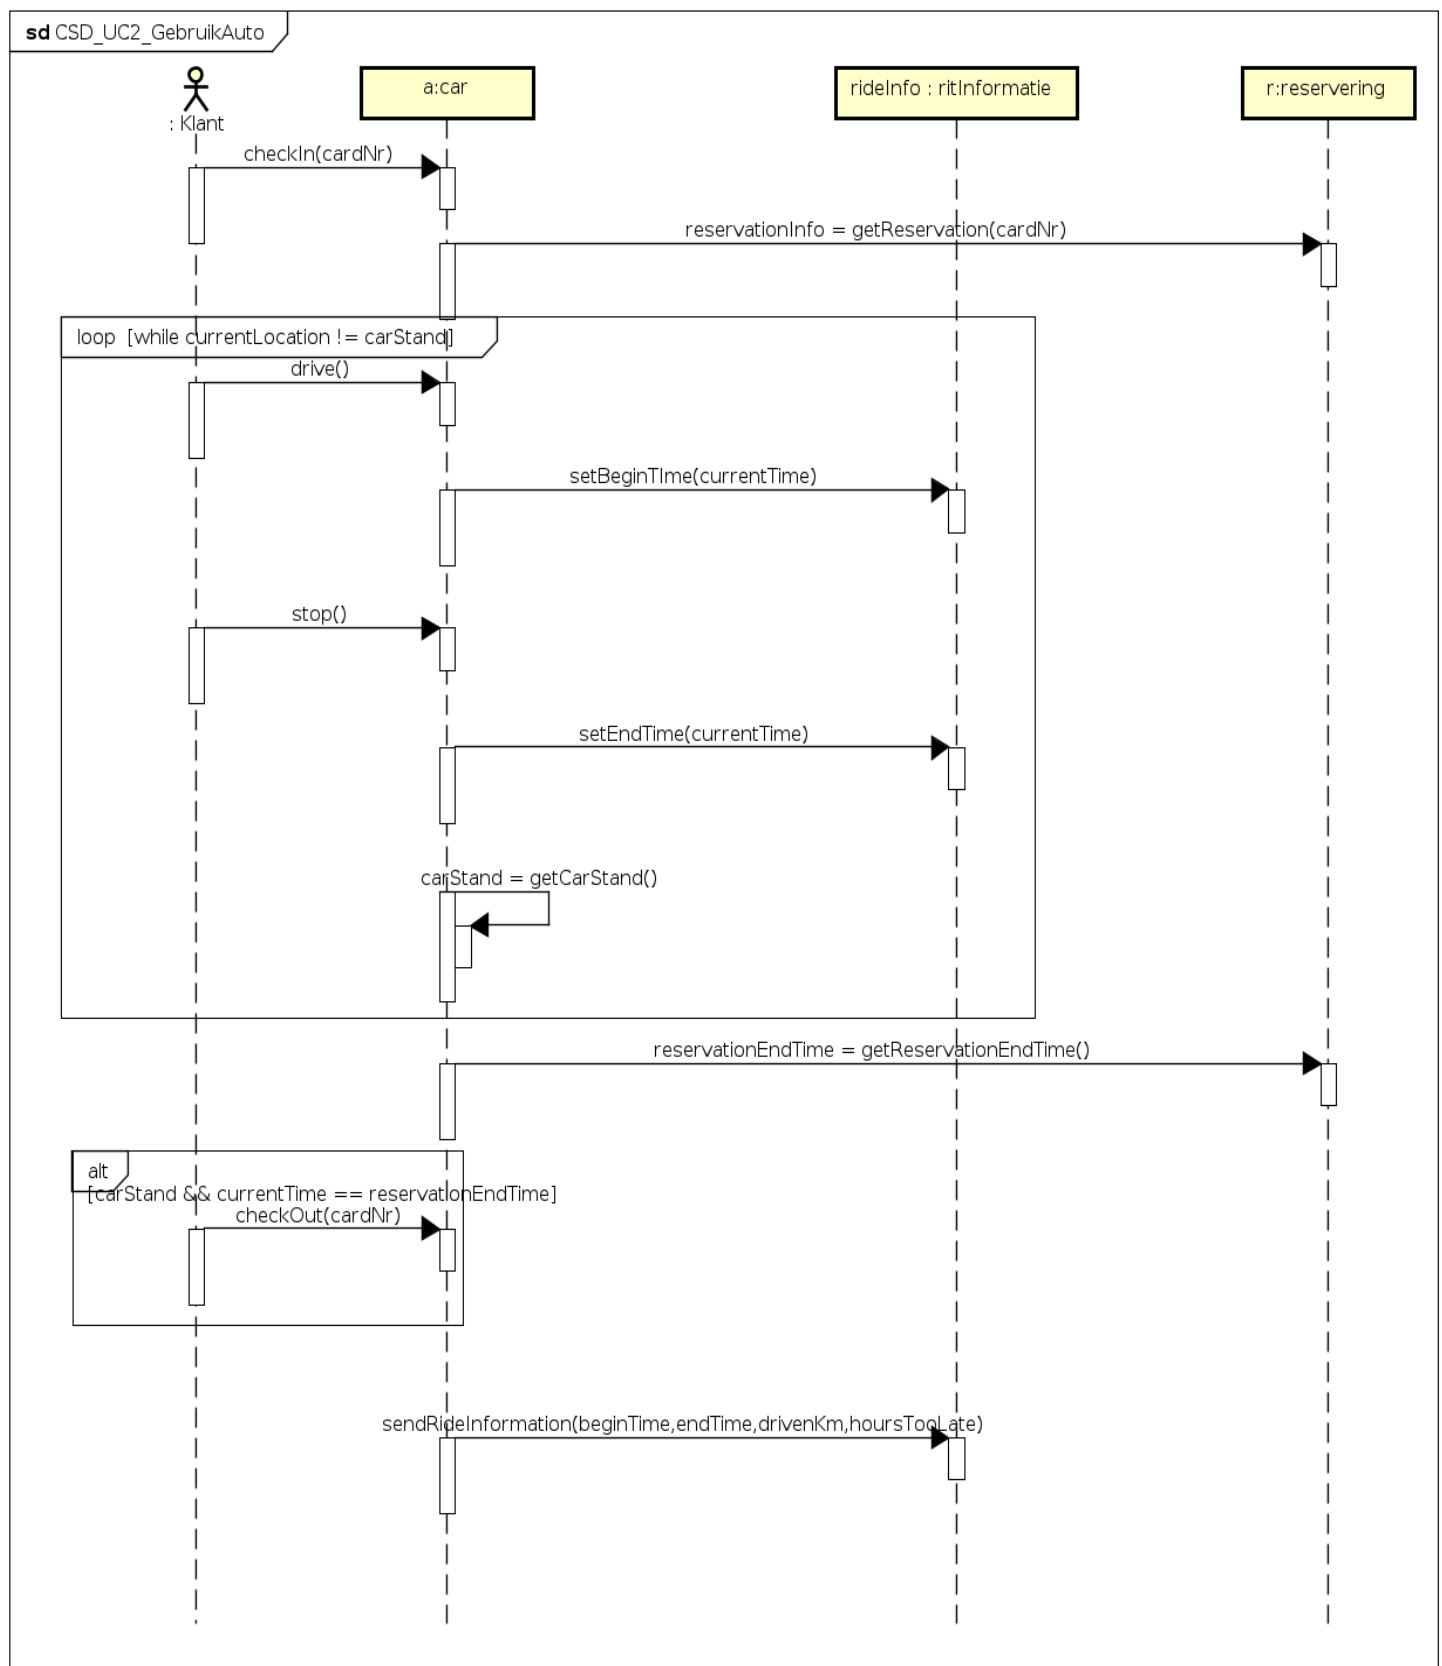 sd CSD_UC2_GebruikAuto
: Klant
a:car
rideInfo : ritInformatie
r:reservering
checkIn(cardNr)
reservationInfo = getReservation(cardNr)
loop [while currentLocation != carStand]
drive()
setBeginTIme(currentTime)
stop()
setEndTime(currentTime)
carStand = getCarStand()
reservationEndTime = getReservationEndTime()
alt
[carStand && currentTime == reservationEndTime]
checkOut(cardNr)
sendRideInformation(beginTime,endTime,drivenKm,hoursTooLate)